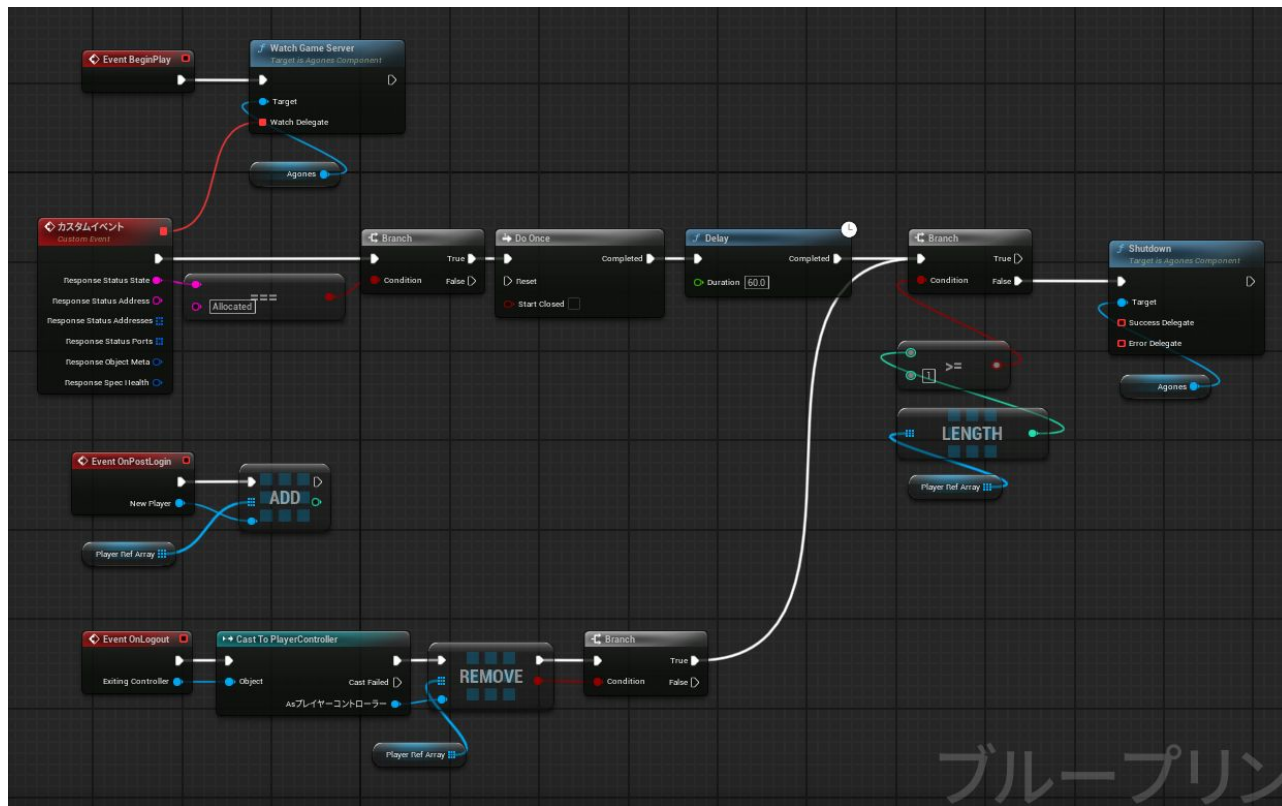 Event BeginPlay
Watch Game Server
Target is Agones Component
Target
Watch Delegate
Agones
カスタムイベント
Custom Event
Response Status State
Response Status Address
Response Status Addresses
Response Status Ports
Response Object Meta
Response Spec Health
===
Allocated
Branch
True
Condition
False
Do Once
Completed
Reset
Start Closed
Delay
Completed
Duration 60.0
Branch
True
Condition
False
Shutdown
Target is Agones Component
Target
Success Delegate
Error Delegate
Agones
>=
1
LENGTH
Player Ref Array
Event OnPostLogin
New Player
ADD
Player Ref Array
Event OnLogout
Exiting Controller
Cast To PlayerController
Object
Cast Failed
Asプレイヤーコントローラー
REMOVE
Player Ref Array
Branch
True
Condition
False
ブループリン